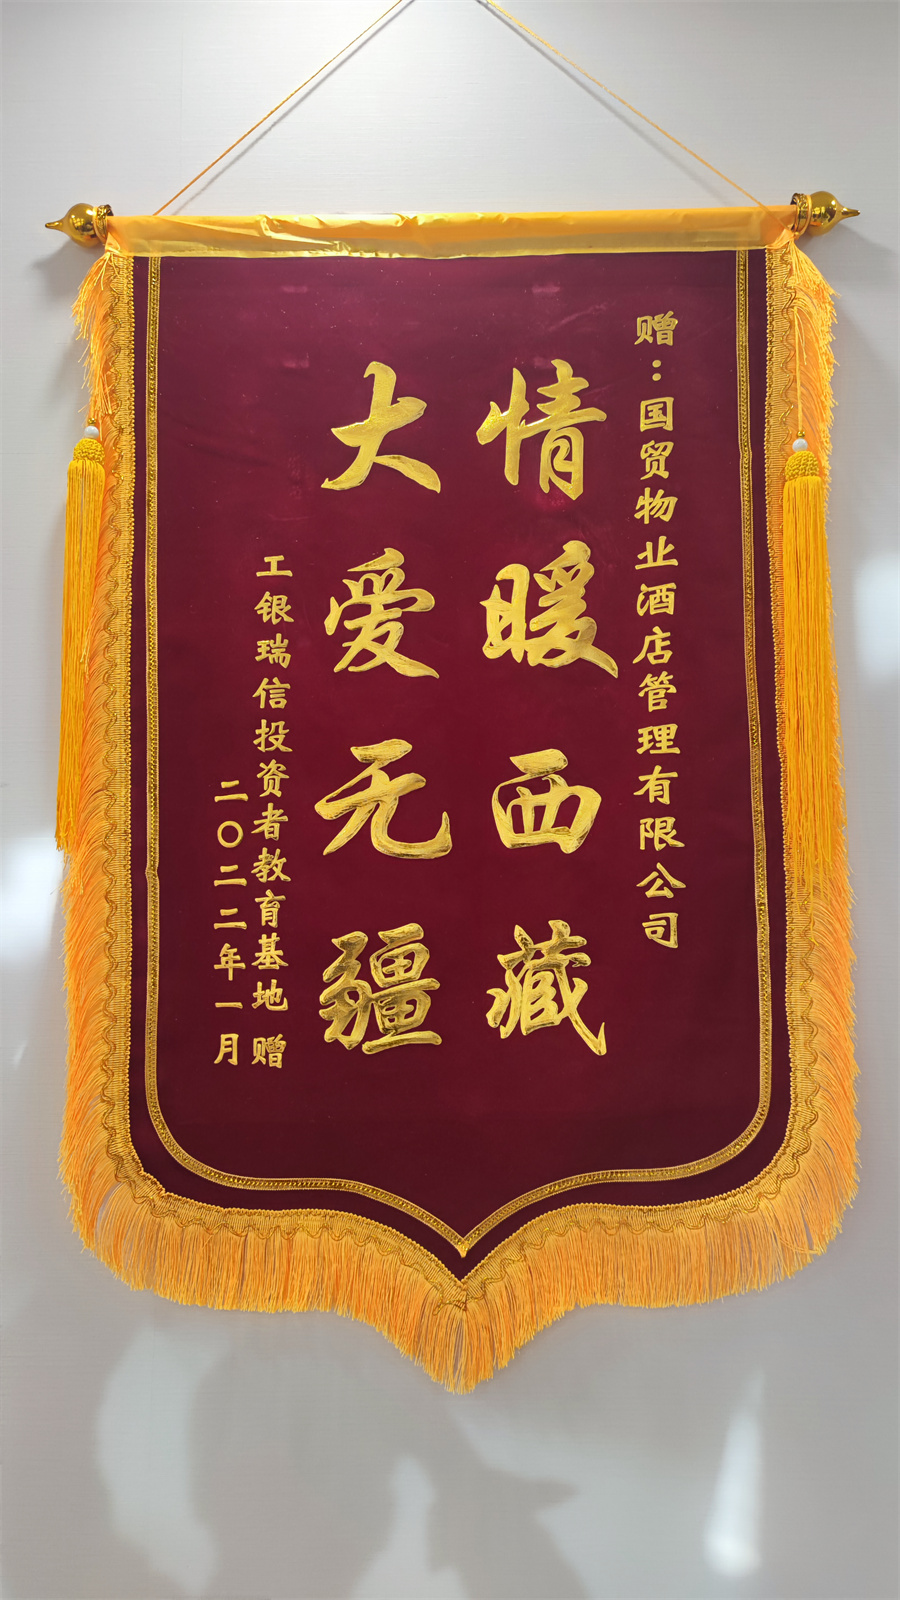 赠：国贸物业酒店管理有限公司
情暖西藏
大爱无疆
工银瑞信投资者教育基地 赠
二〇二二年一月